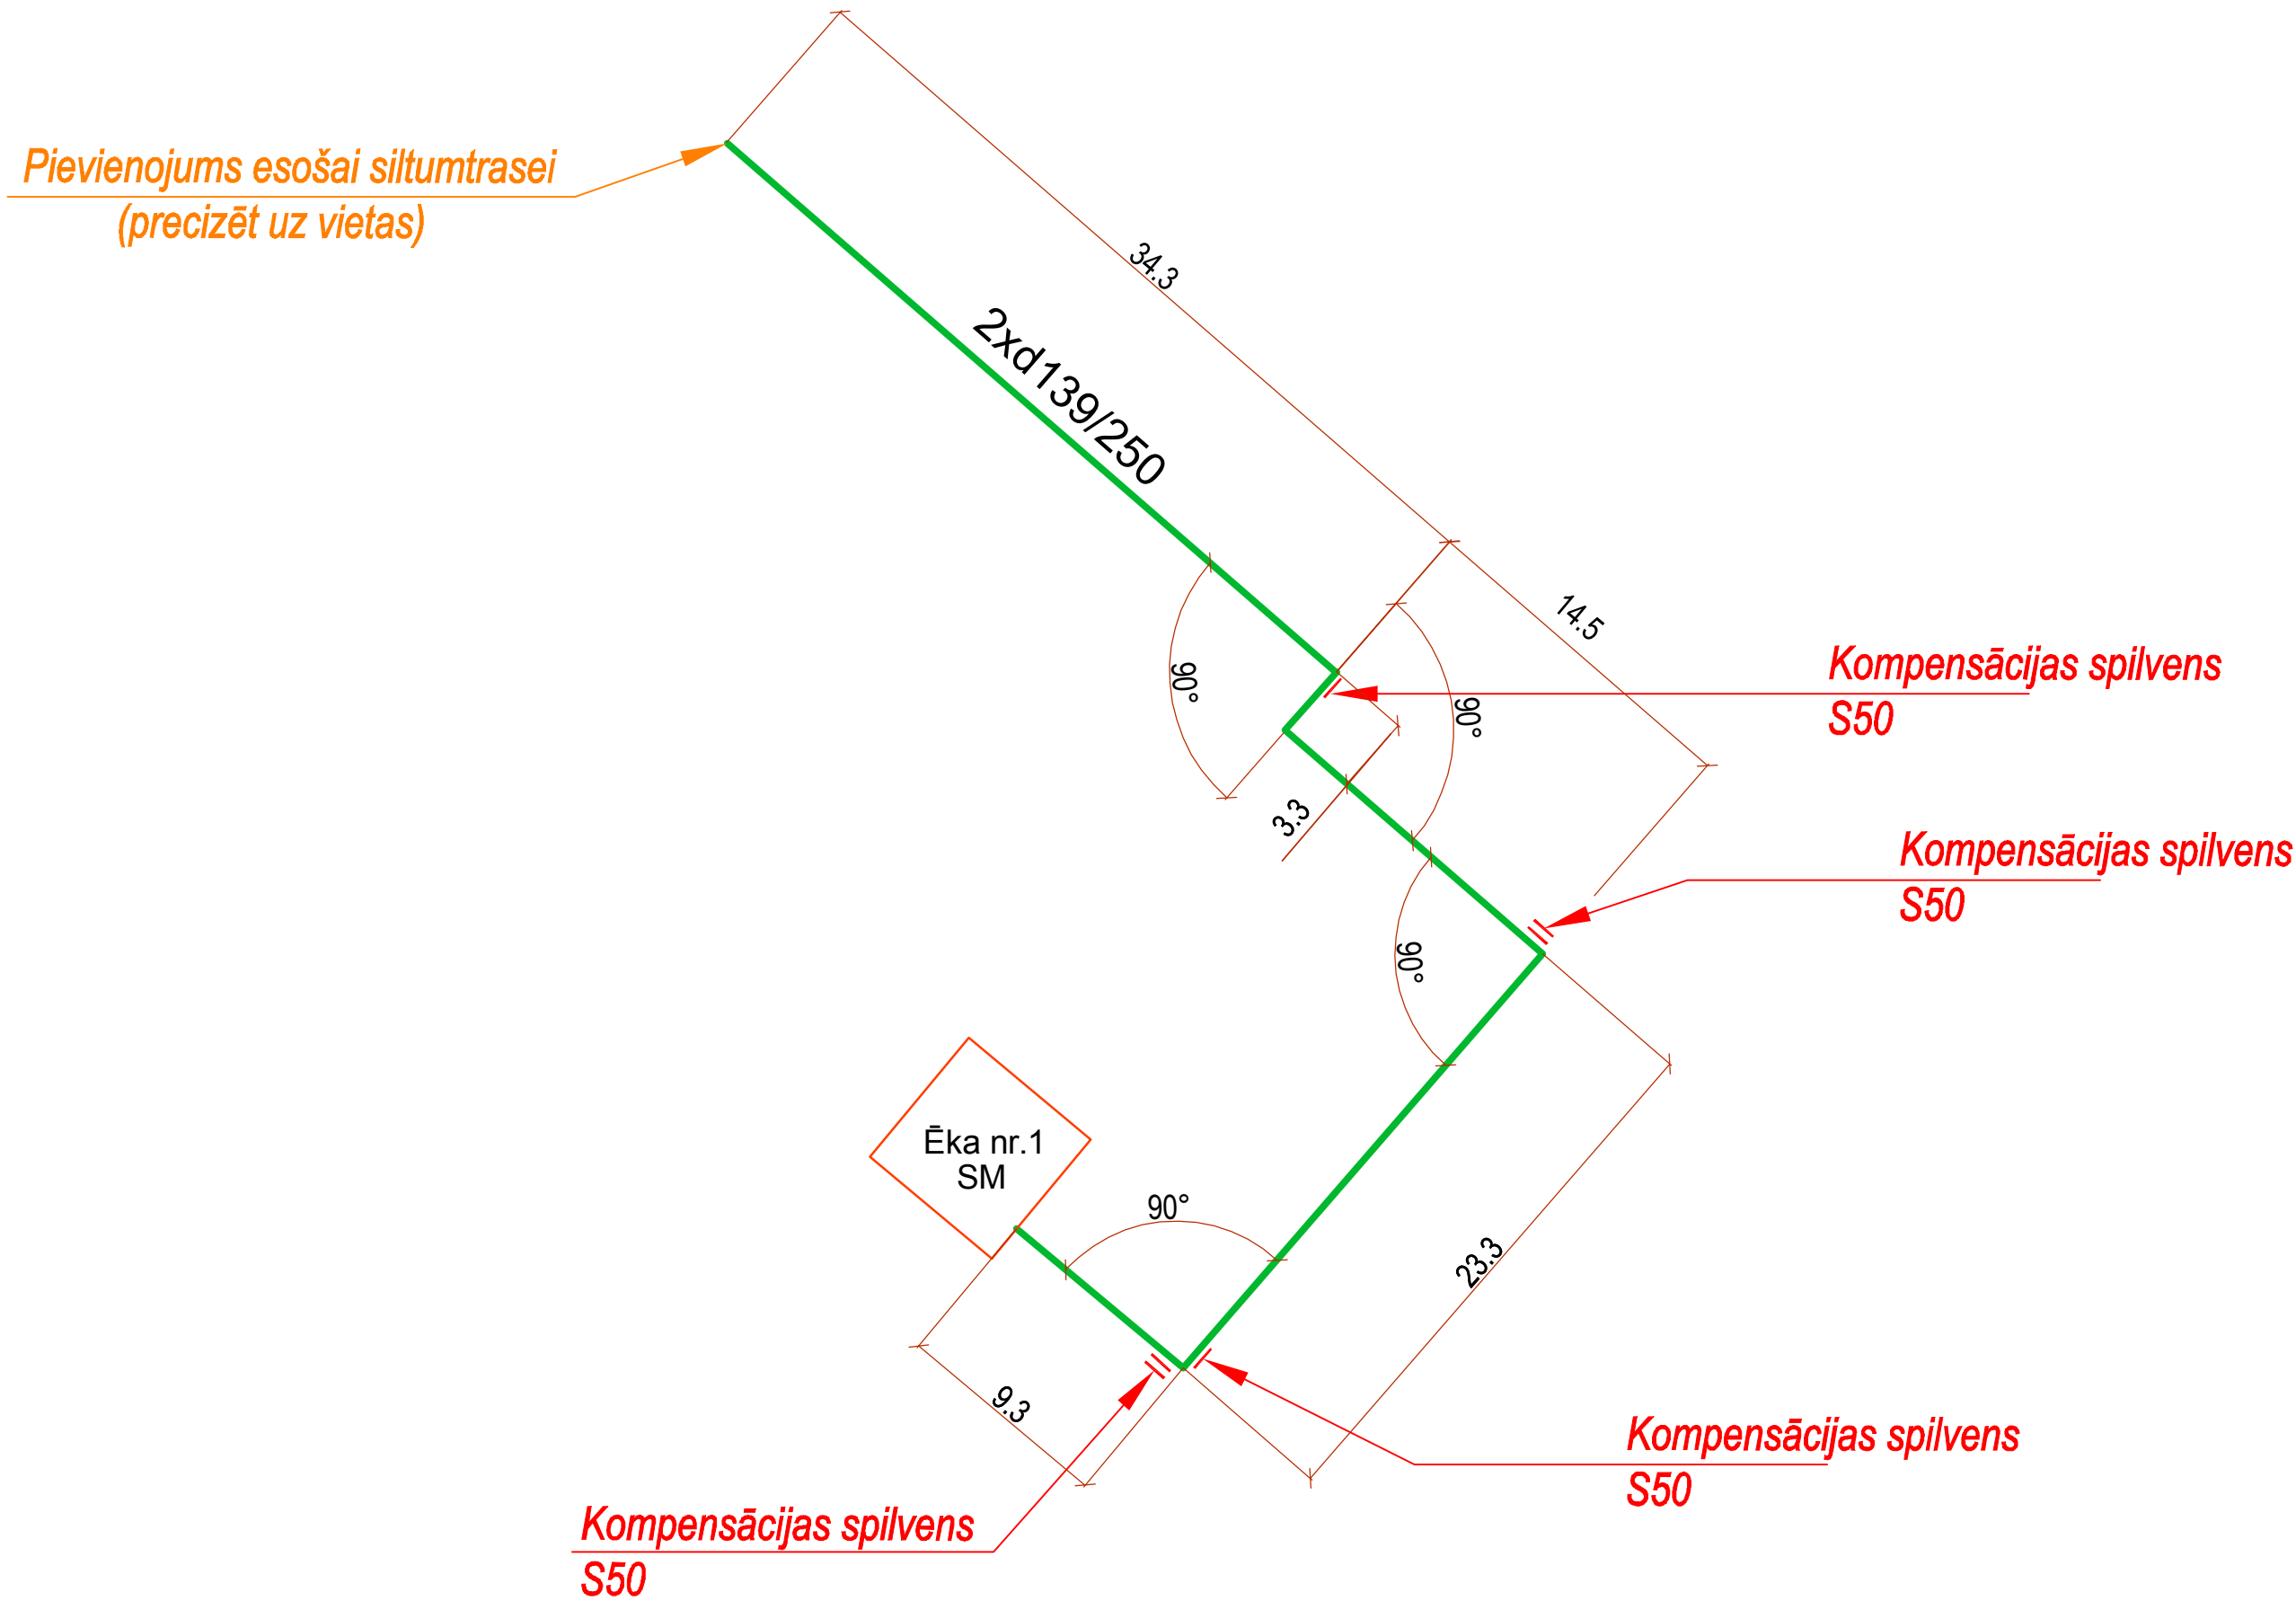 Pievienojums esošai siltumtrasei
(precizēt uz vietas)
34.3
2xd139/250
14.5
Kompensācijas spilvens
S50
90°
90°
3.3
Kompensācijas spilvens
S50
90°
Ēka nr.1
SM
90°
23.3
9.3
Kompensācijas spilvens
S50
Kompensācijas spilvens
S50